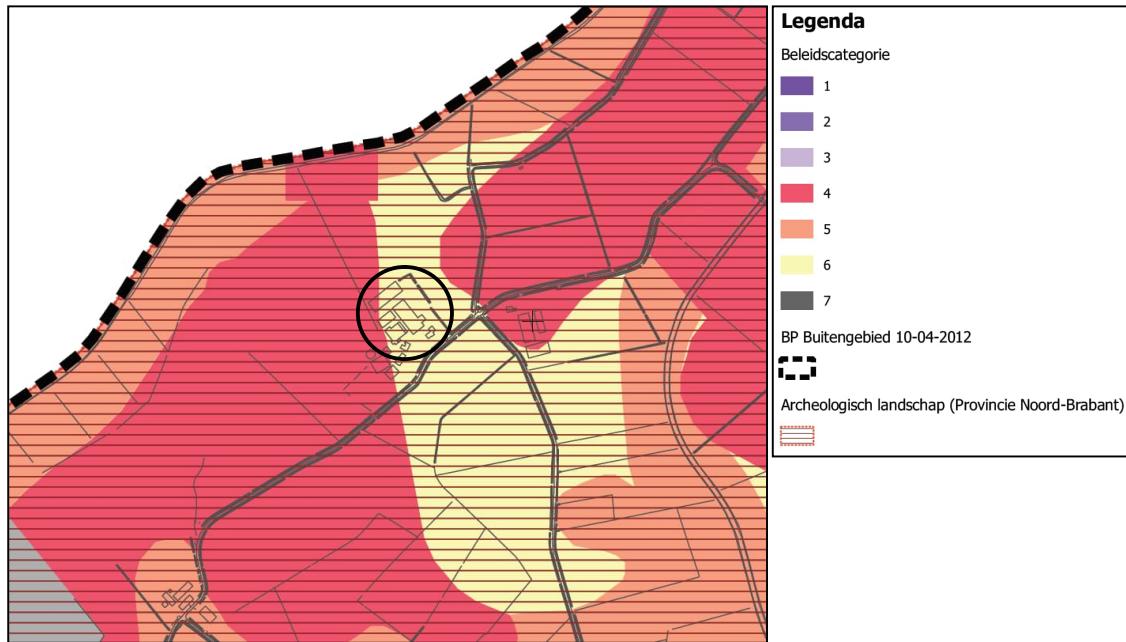 Legenda
Beleidscategorie
1
2
3
4
5
6
7
BP Buitengebied 10-04-2012
Archeologisch landschap (Provincie Noord-Brabant)